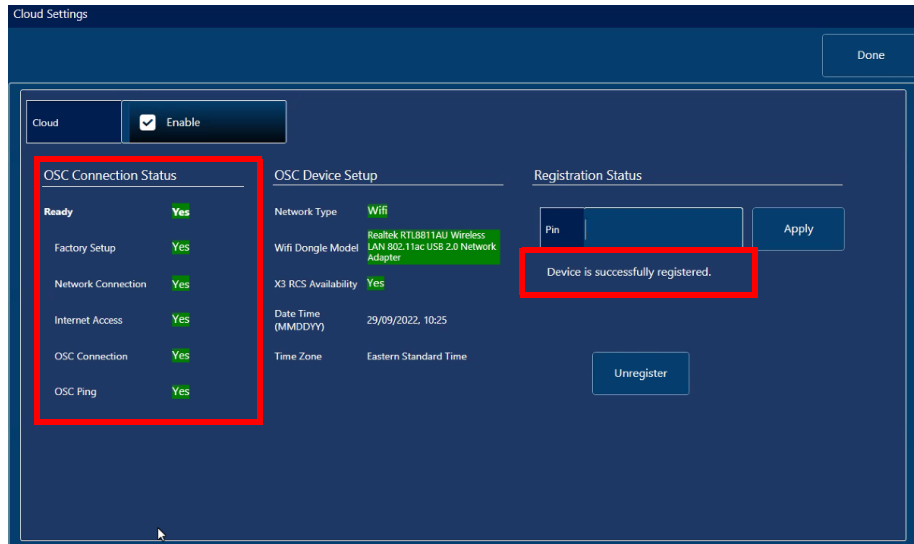 Cloud Settings
Done
Cloud
Enable
OSC Connection Status
Ready Yes
Factory Setup Yes
Network Connection Yes
Internet Access Yes
OSC Connection Yes
OSC Ping Yes
OSC Device Setup
Network Type Wifi
Wifi Dongle Model
Realtek RTL8811AU Wireless
LAN 802.11ac USB 2.0 Network
Adapter
X3 RCS Availability Yes
Date Time
(MMDDYY)
29/09/2022, 10:25
Time Zone Eastern Standard Time
Registration Status
Pin
Apply
Device is successfully registered.
Unregister